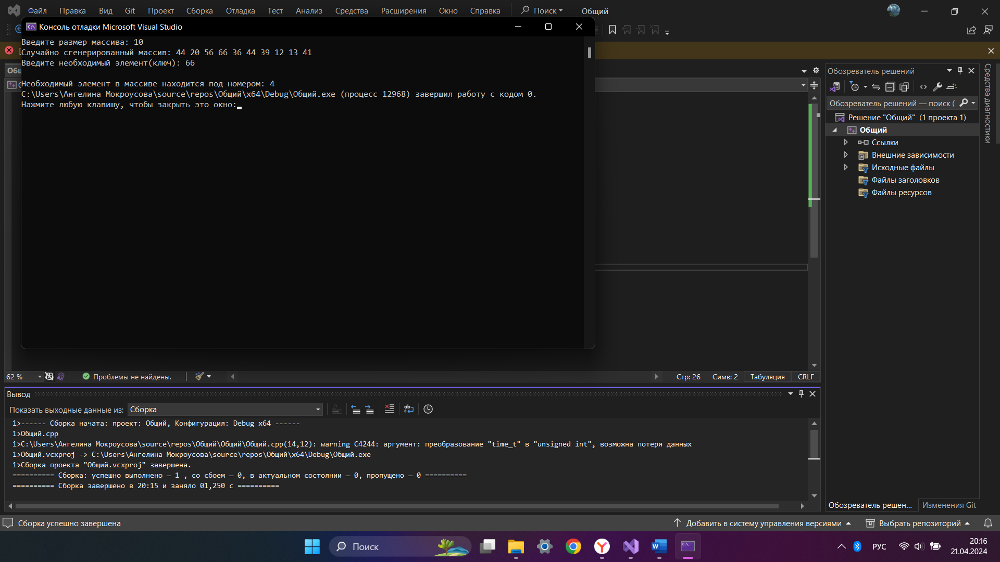 Файл Правка Вид Git Проект Сборка Отладка Тест Анализ Средства Расширения Окно Справка Поиск Общий
Консоль отладки Microsoft Visual Studio
Введите размер массива: 10
Случайно сгенерированный массив: 44 20 56 66 36 44 39 12 13 41
Введите необходимый элемент(ключ): 66
Необходимый элемент в массиве находится под номером: 4
C:\Users\Ангелина Мокроусова\source\repos\Общий\x64\Debug\Общий.exe (процесс 12968) завершил работу с кодом 0.
Нажмите любую клавишу, чтобы закрыть это окно:
Обозреватель решений
Обозреватель решений — поиск (
Решение "Общий" (1 проекта 1)
Общий
Ссылки
Внешние зависимости
Исходные файлы
Файлы заголовков
Файлы ресурсов
Средства диагностики
62 % Проблемы не найдены. Стр: 26 Симв: 2 Табуляция CRLF
Вывод
Показать выходные данные из: Сборка
1>------ Сборка начата: проект: Общий, Конфигурация: Debug x64 ------
1>Общий.cpp
1>C:\Users\Ангелина Мокроусова\source\repos\Общий\Общий\Общий.cpp(14,12): warning C4244: аргумент: преобразование "time_t" в "unsigned int", возможна потеря данных
1>Общий.vcxproj -> C:\Users\Ангелина Мокроусова\source\repos\Общий\x64\Debug\Общий.exe
1>Сборка проекта "Общий.vcxproj" завершена.
========== Сборка: успешно выполнено — 1 , со сбоем — 0, в актуальном состоянии — 0, пропущено — 0 ==========
========== Сборка завершено в 20:15 и заняло 01,250 с ==========
Обозреватель решен... Изменения Git
Сборка успешно завершена Добавить в систему управления версиями Выбрать репозиторий
Поиск РУС 20:16
21.04.2024